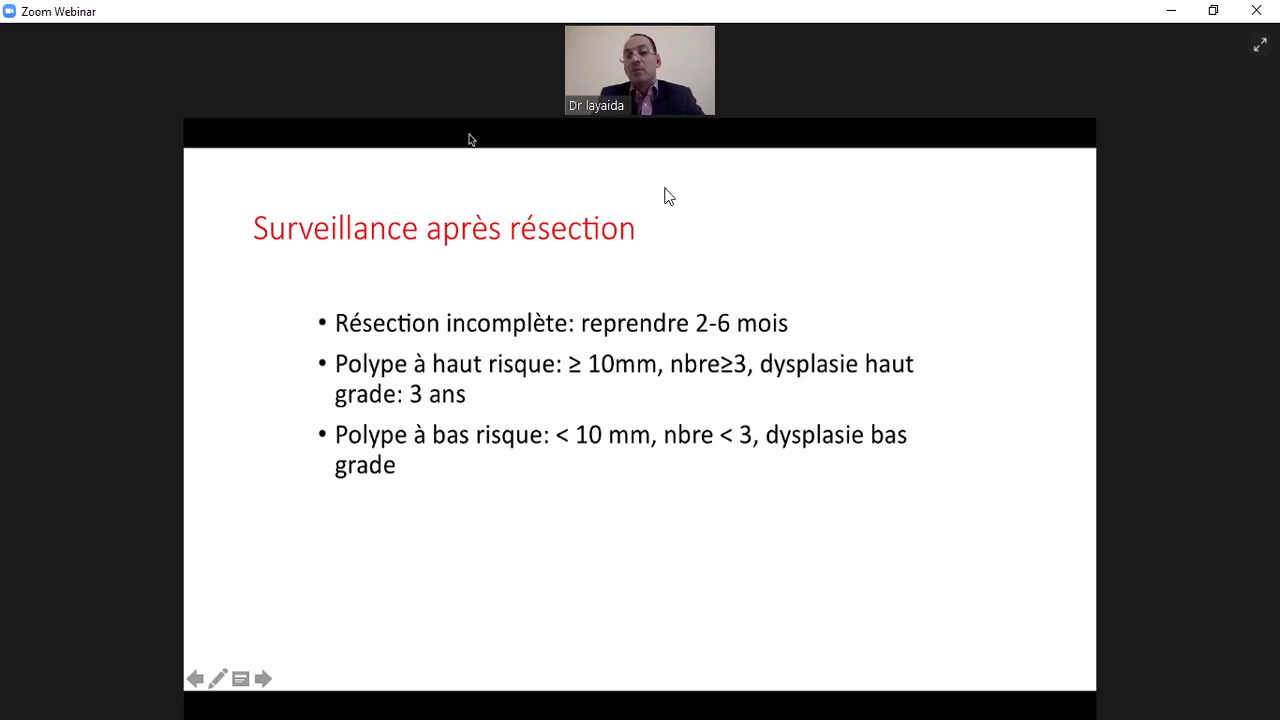 Zoom Webinar
Dr layaida
Surveillance après résection
• Résection incomplète: reprendre 2-6 mois
• Polype à haut risque: ≥ 10mm, nbre≥3, dysplasie haut
grade: 3 ans
• Polype à bas risque: < 10 mm, nbre < 3, dysplasie bas
grade